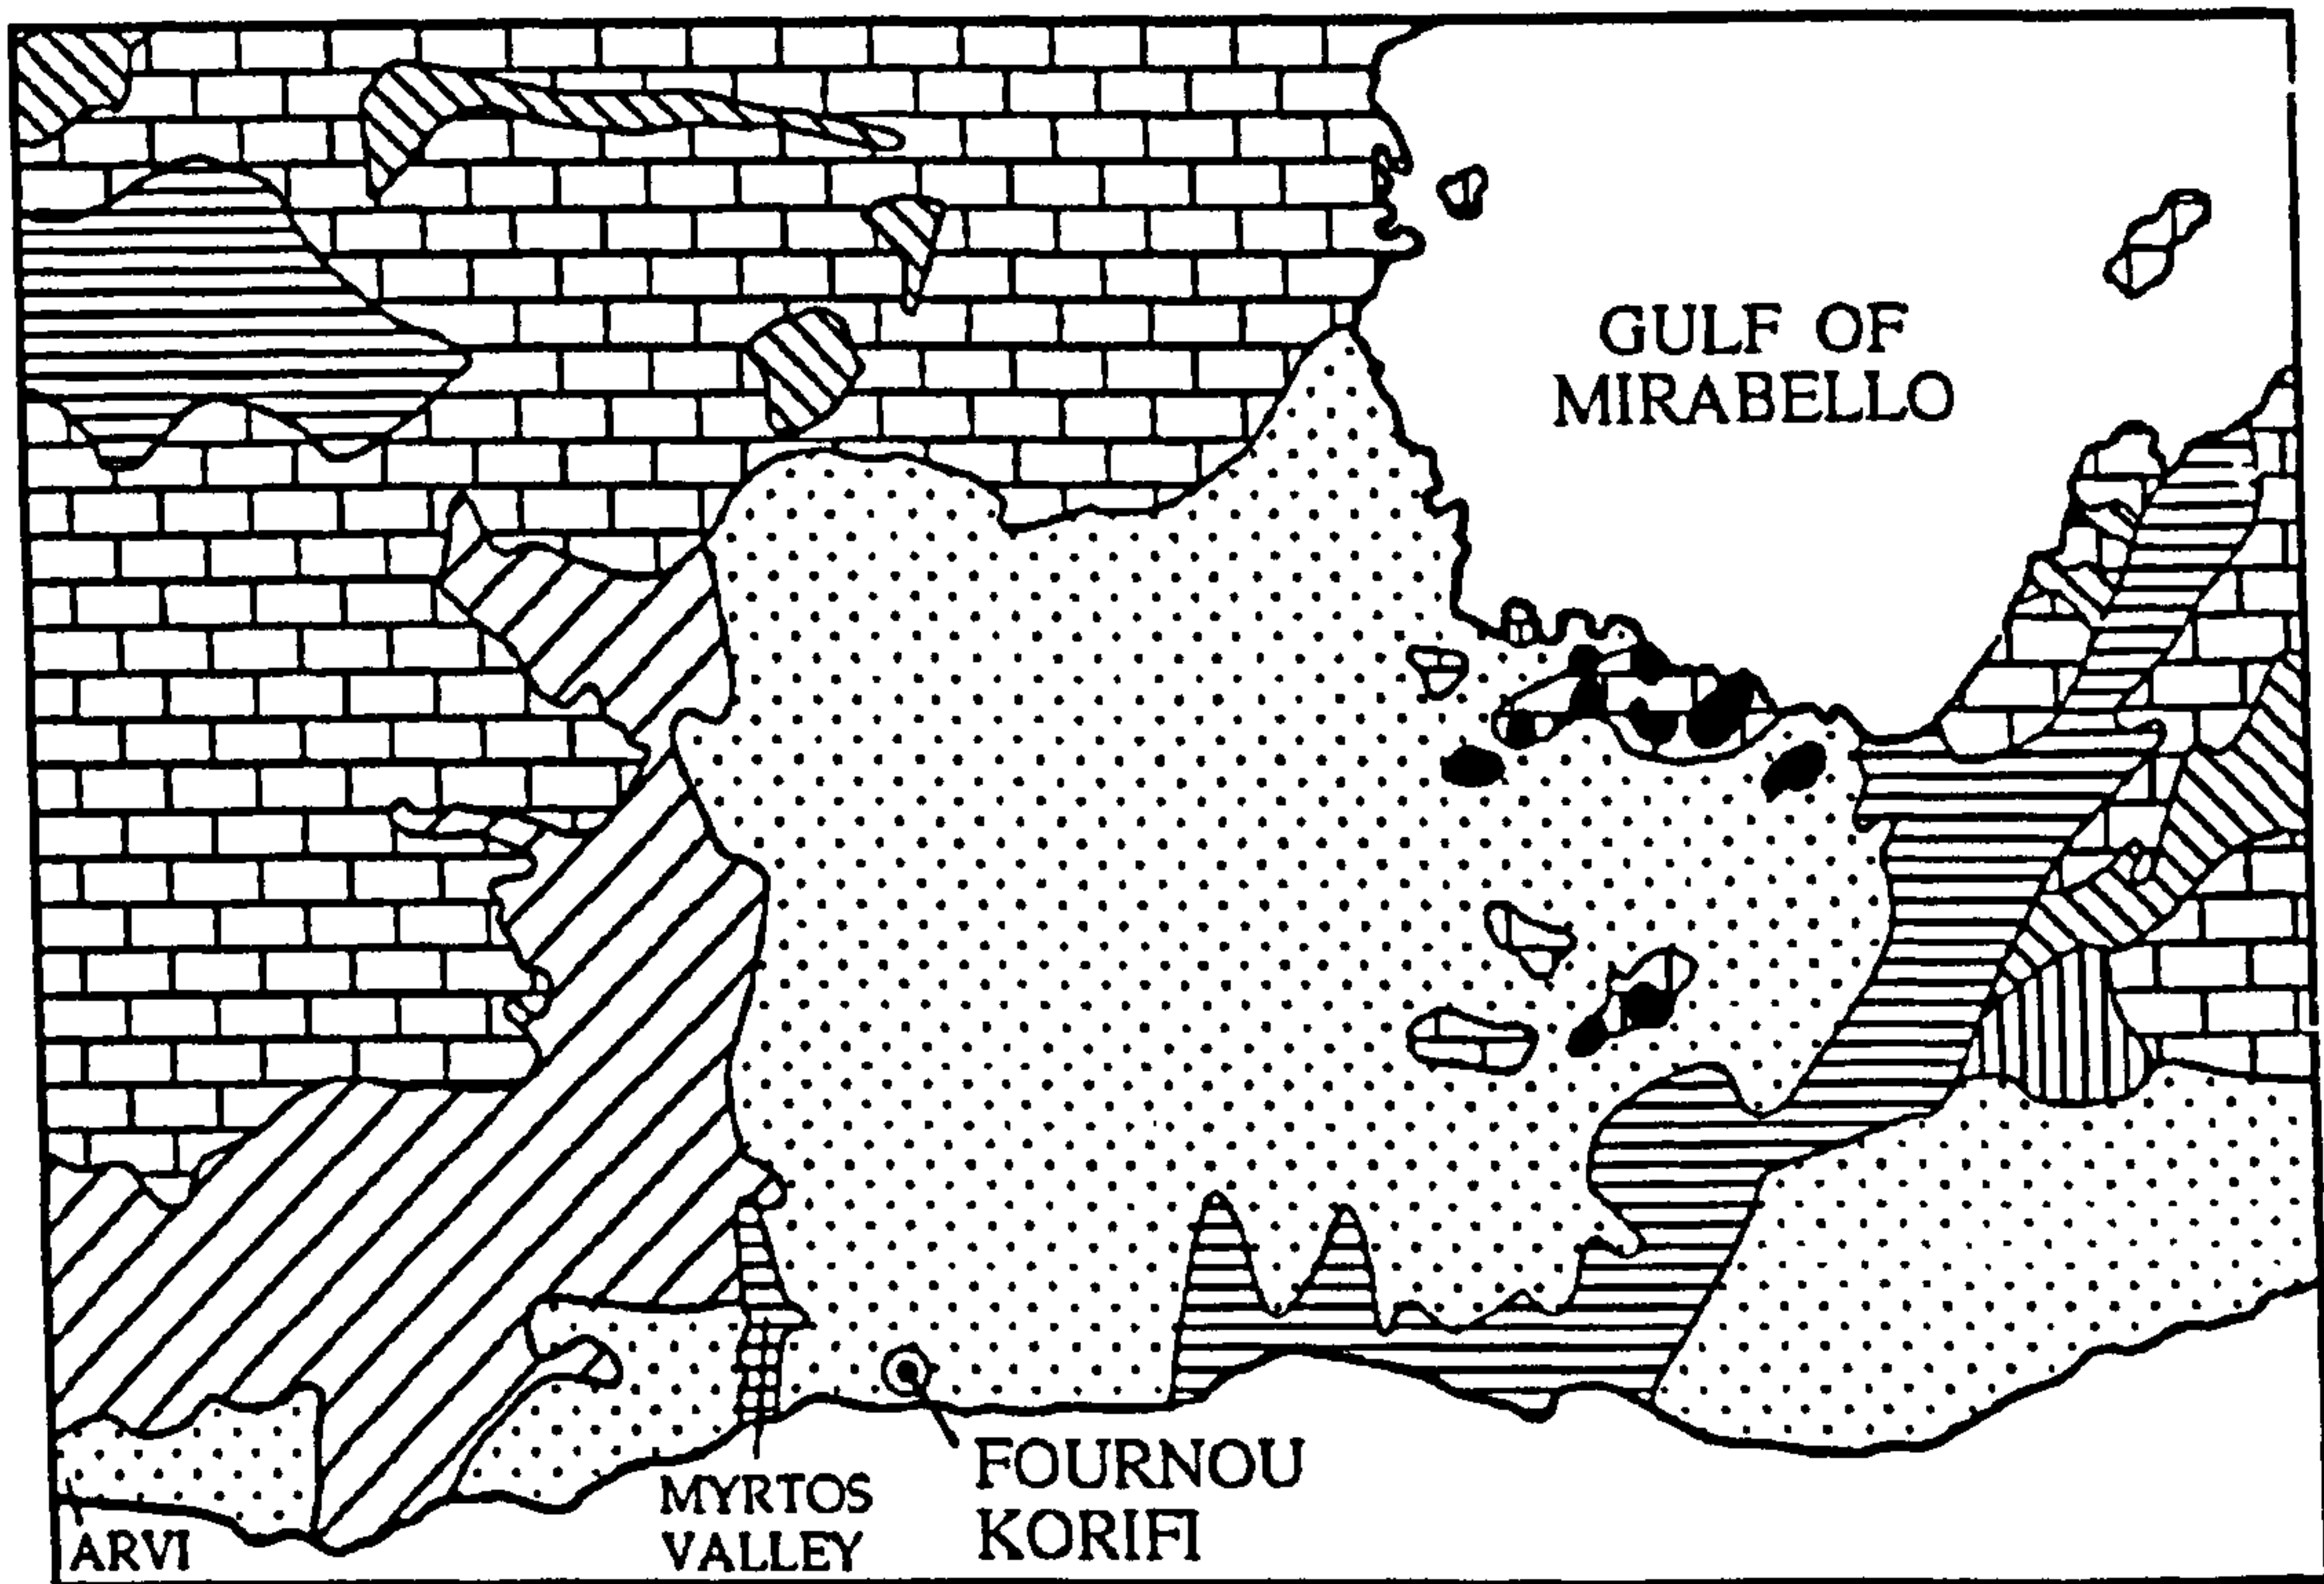 GULF OF
MIRABELLO
FOURNOU
KORIFI
MYRTOS
VALLEY
ARVI